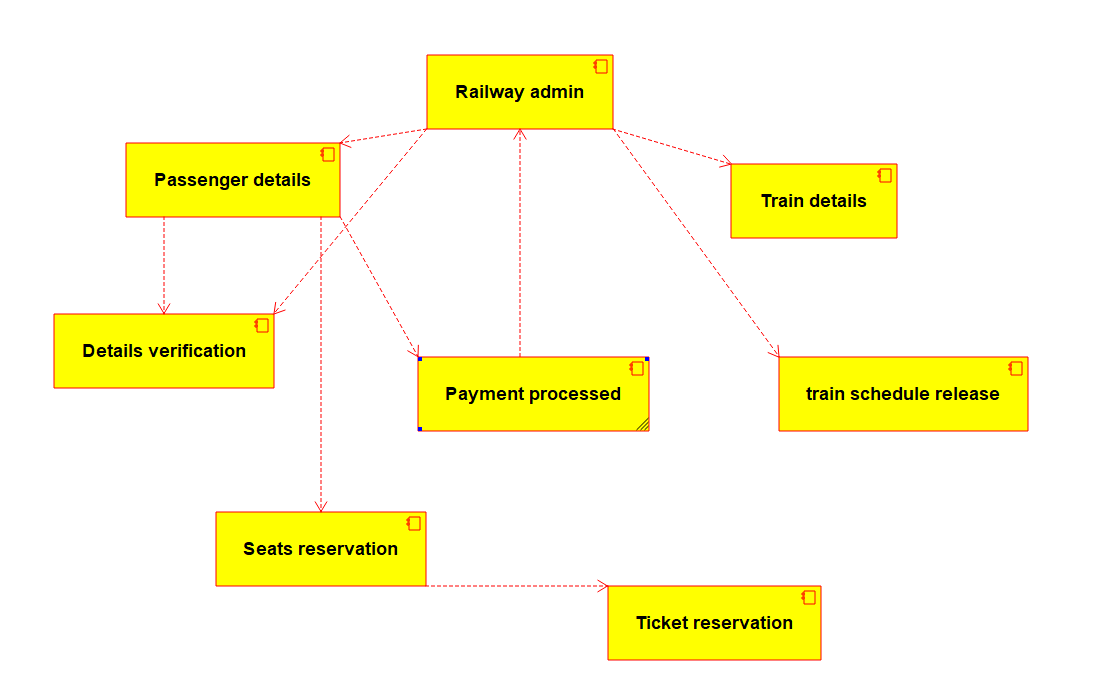 Railway admin
Passenger details
Train details
Details verification
Payment processed
train schedule release
Seats reservation
Ticket reservation